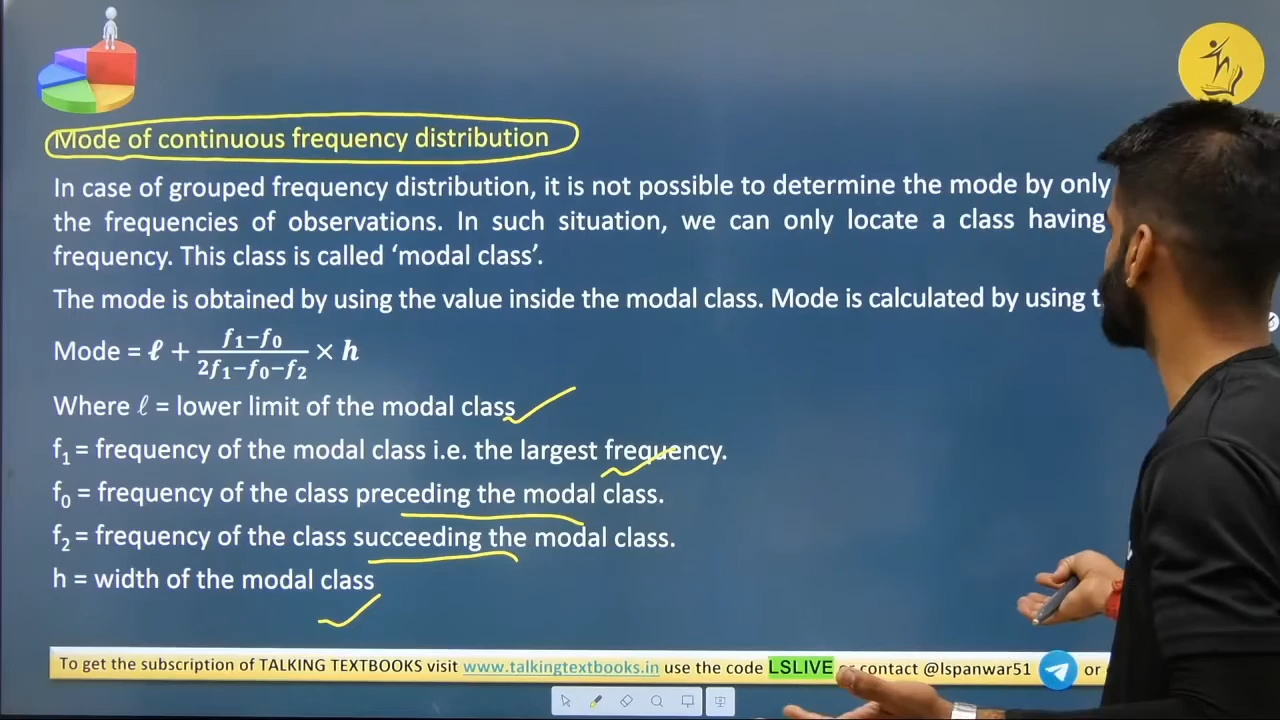 Mode of continuous frequency distribution
In case of grouped frequency distribution, it is not possible to determine the mode by only
the frequencies of observations. In such situation, we can only locate a class having
frequency. This class is called ‘modal class’.
The mode is obtained by using the value inside the modal class. Mode is calculated by using
Mode = ℓ + (f₁−f₀)/(2f₁−f₀−f₂) × h
Where ℓ = lower limit of the modal class
f₁ = frequency of the modal class i.e. the largest frequency.
f₀ = frequency of the class preceding the modal class.
f₂ = frequency of the class succeeding the modal class.
h = width of the modal class
To get the subscription of TALKING TEXTBOOKS visit www.talkingtextbooks.in use the code LSLIVE or contact @lspanwar51 or